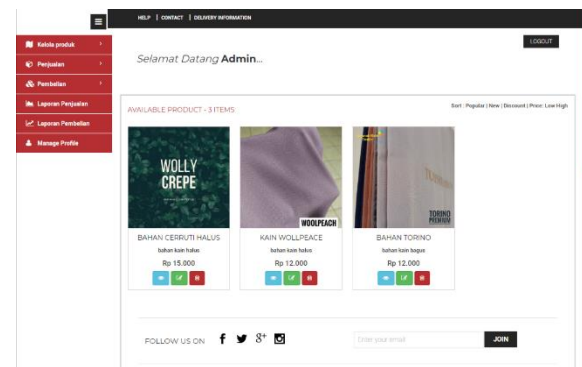 HELP | CONTACT | DELIVERY INFORMATION
LOGOUT
Kelola produk
Penjualan
Pembelian
Laporan Penjualan
Laporan Pembelian
Manage Profile
Selamat Datang Admin...
AVAILABLE PRODUCT - 3 ITEMS
Sort : Popular | New | Discount | Price: Low High
WOLLY
CREPE
WOOLPEACH
TORINO
PREMIUM
BAHAN CERRUTI HALUS
bahan kain halus
Rp 15.000
KAIN WOLLPEACE
bahan kain halus
Rp 12.000
BAHAN TORINO
bahan kain bagus
Rp 12.000
FOLLOW US ON
Enter your email
JOIN